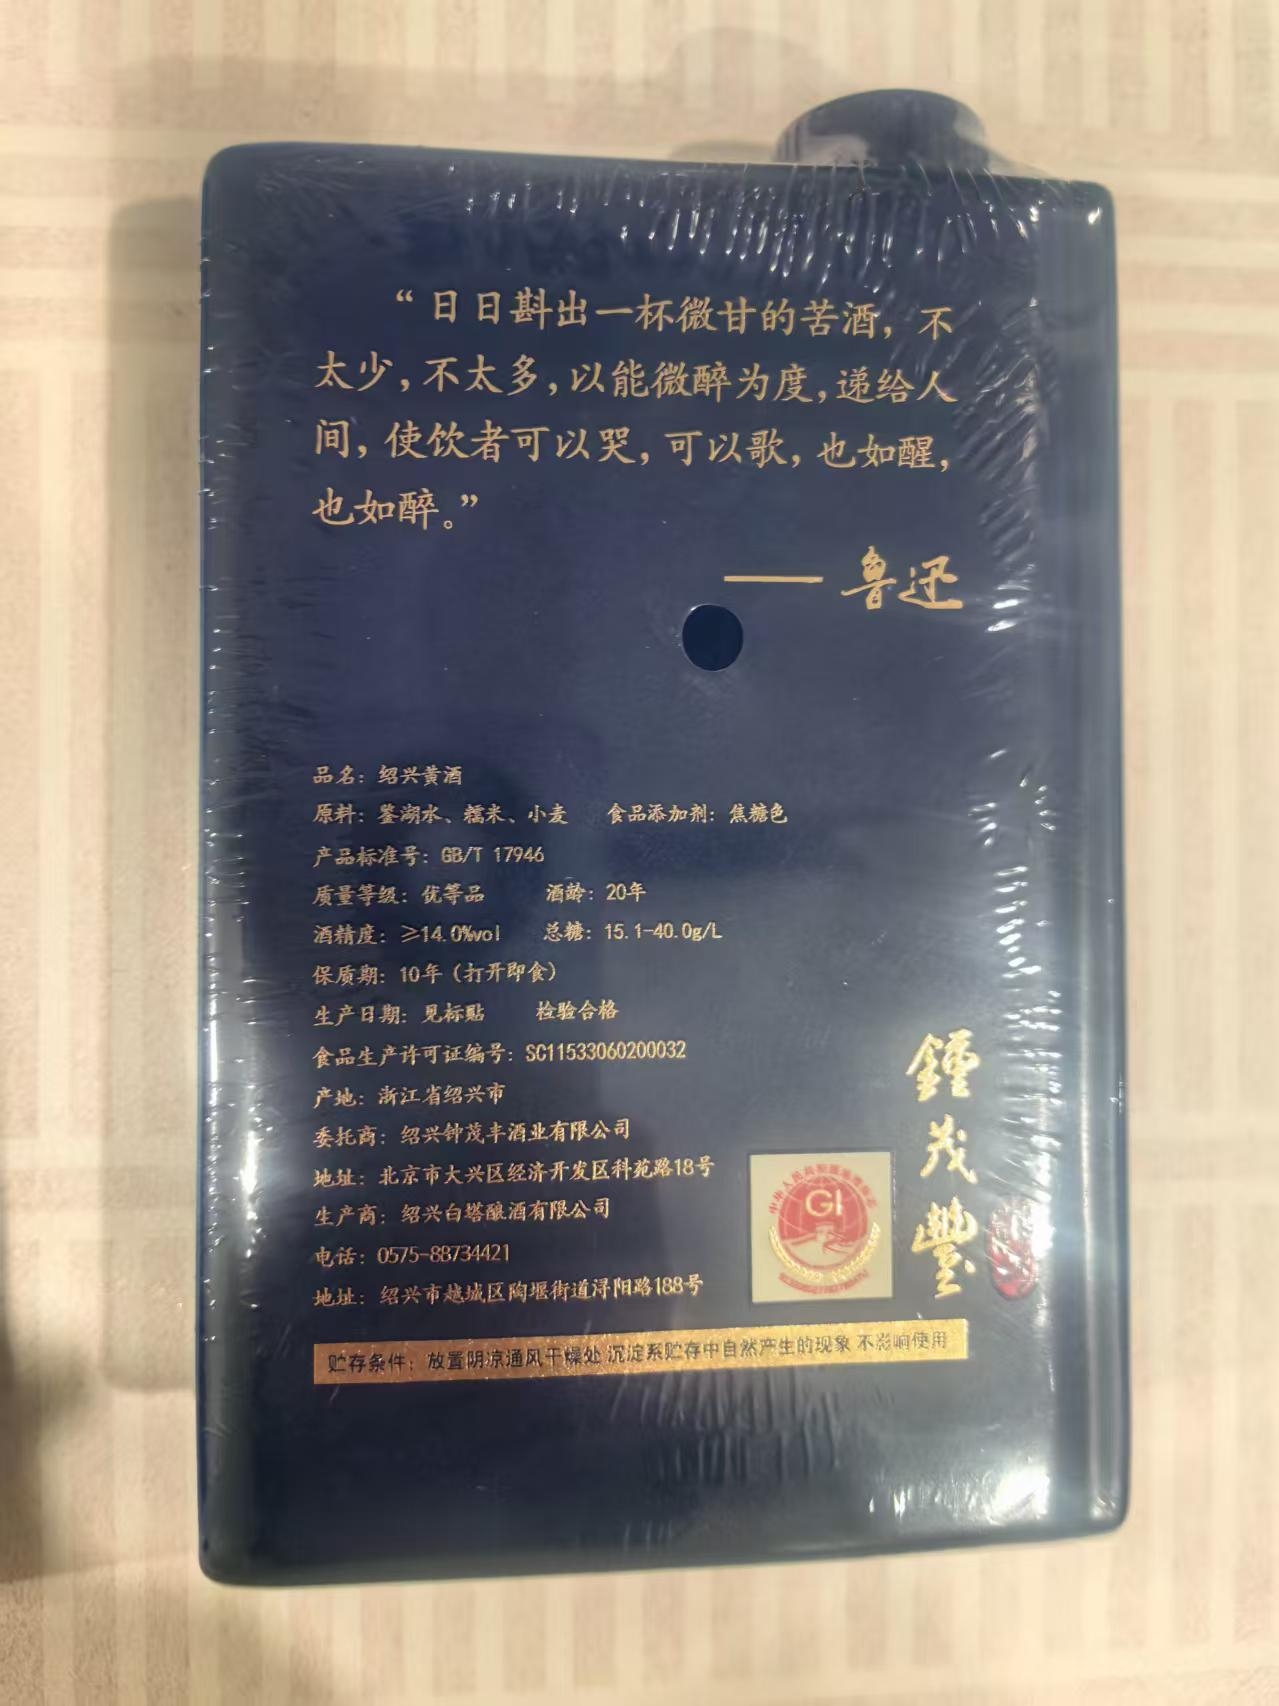 “日日斟出一杯微甘的苦酒，不
太少，不太多，以能微醉为度，递给人
间，使饮者可以哭，可以歌，也如醒，
也如醉。”
——鲁迅
品名：绍兴黄酒
原料：鉴湖水、糯米、小麦 食品添加剂：焦糖色
产品标准号：GB/T 17946
质量等级：优等品 酒龄：20年
酒精度：≥14.0%vol 总糖：15.1-40.0g/L
保质期：10年（打开即食）
生产日期：见标贴 检验合格
食品生产许可证编号：SC11533060200032
产地：浙江省绍兴市
委托商：绍兴钟茂丰酒业有限公司
地址：北京市大兴区经济开发区科苑路18号
生产商：绍兴白塔酿酒有限公司
电话：0575-88734421
地址：绍兴市越城区陶堰街道浔阳路188号
鍾茂豐
中华人民共和国地理标志
GI
贮存条件：放置阴凉通风干燥处 沉淀系贮存中自然产生的现象 不影响使用